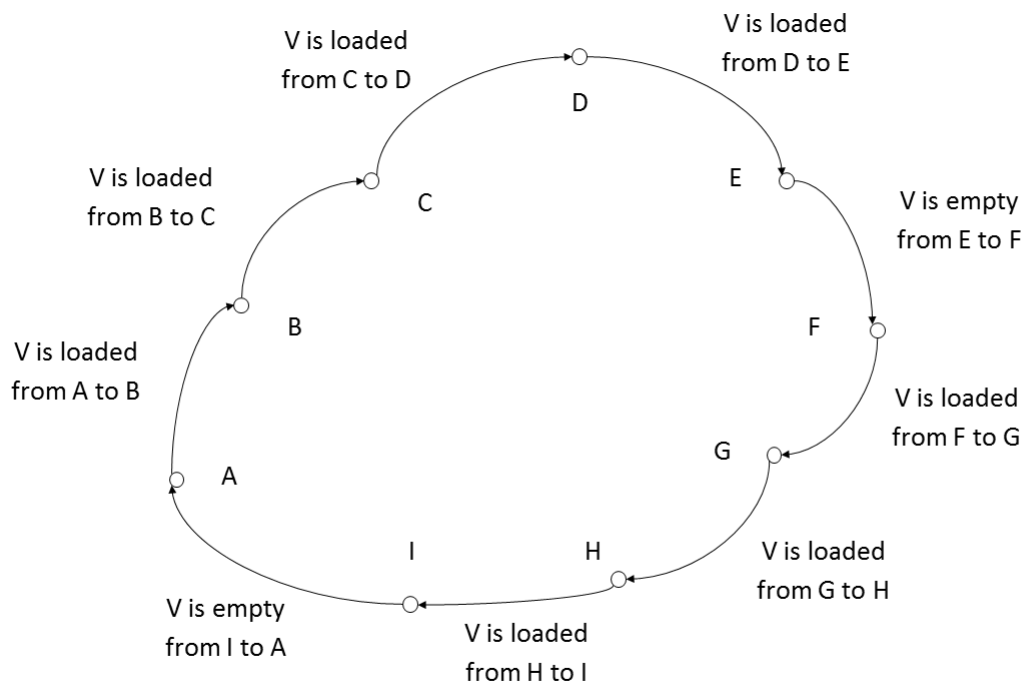 V is loaded
from C to D
V is loaded
from D to E
D
V is loaded
from B to C
C
E
V is empty
from E to F
B
F
V is loaded
from A to B
V is loaded
from F to G
G
A
I
H
V is loaded
from G to H
V is empty
from I to A
V is loaded
from H to I